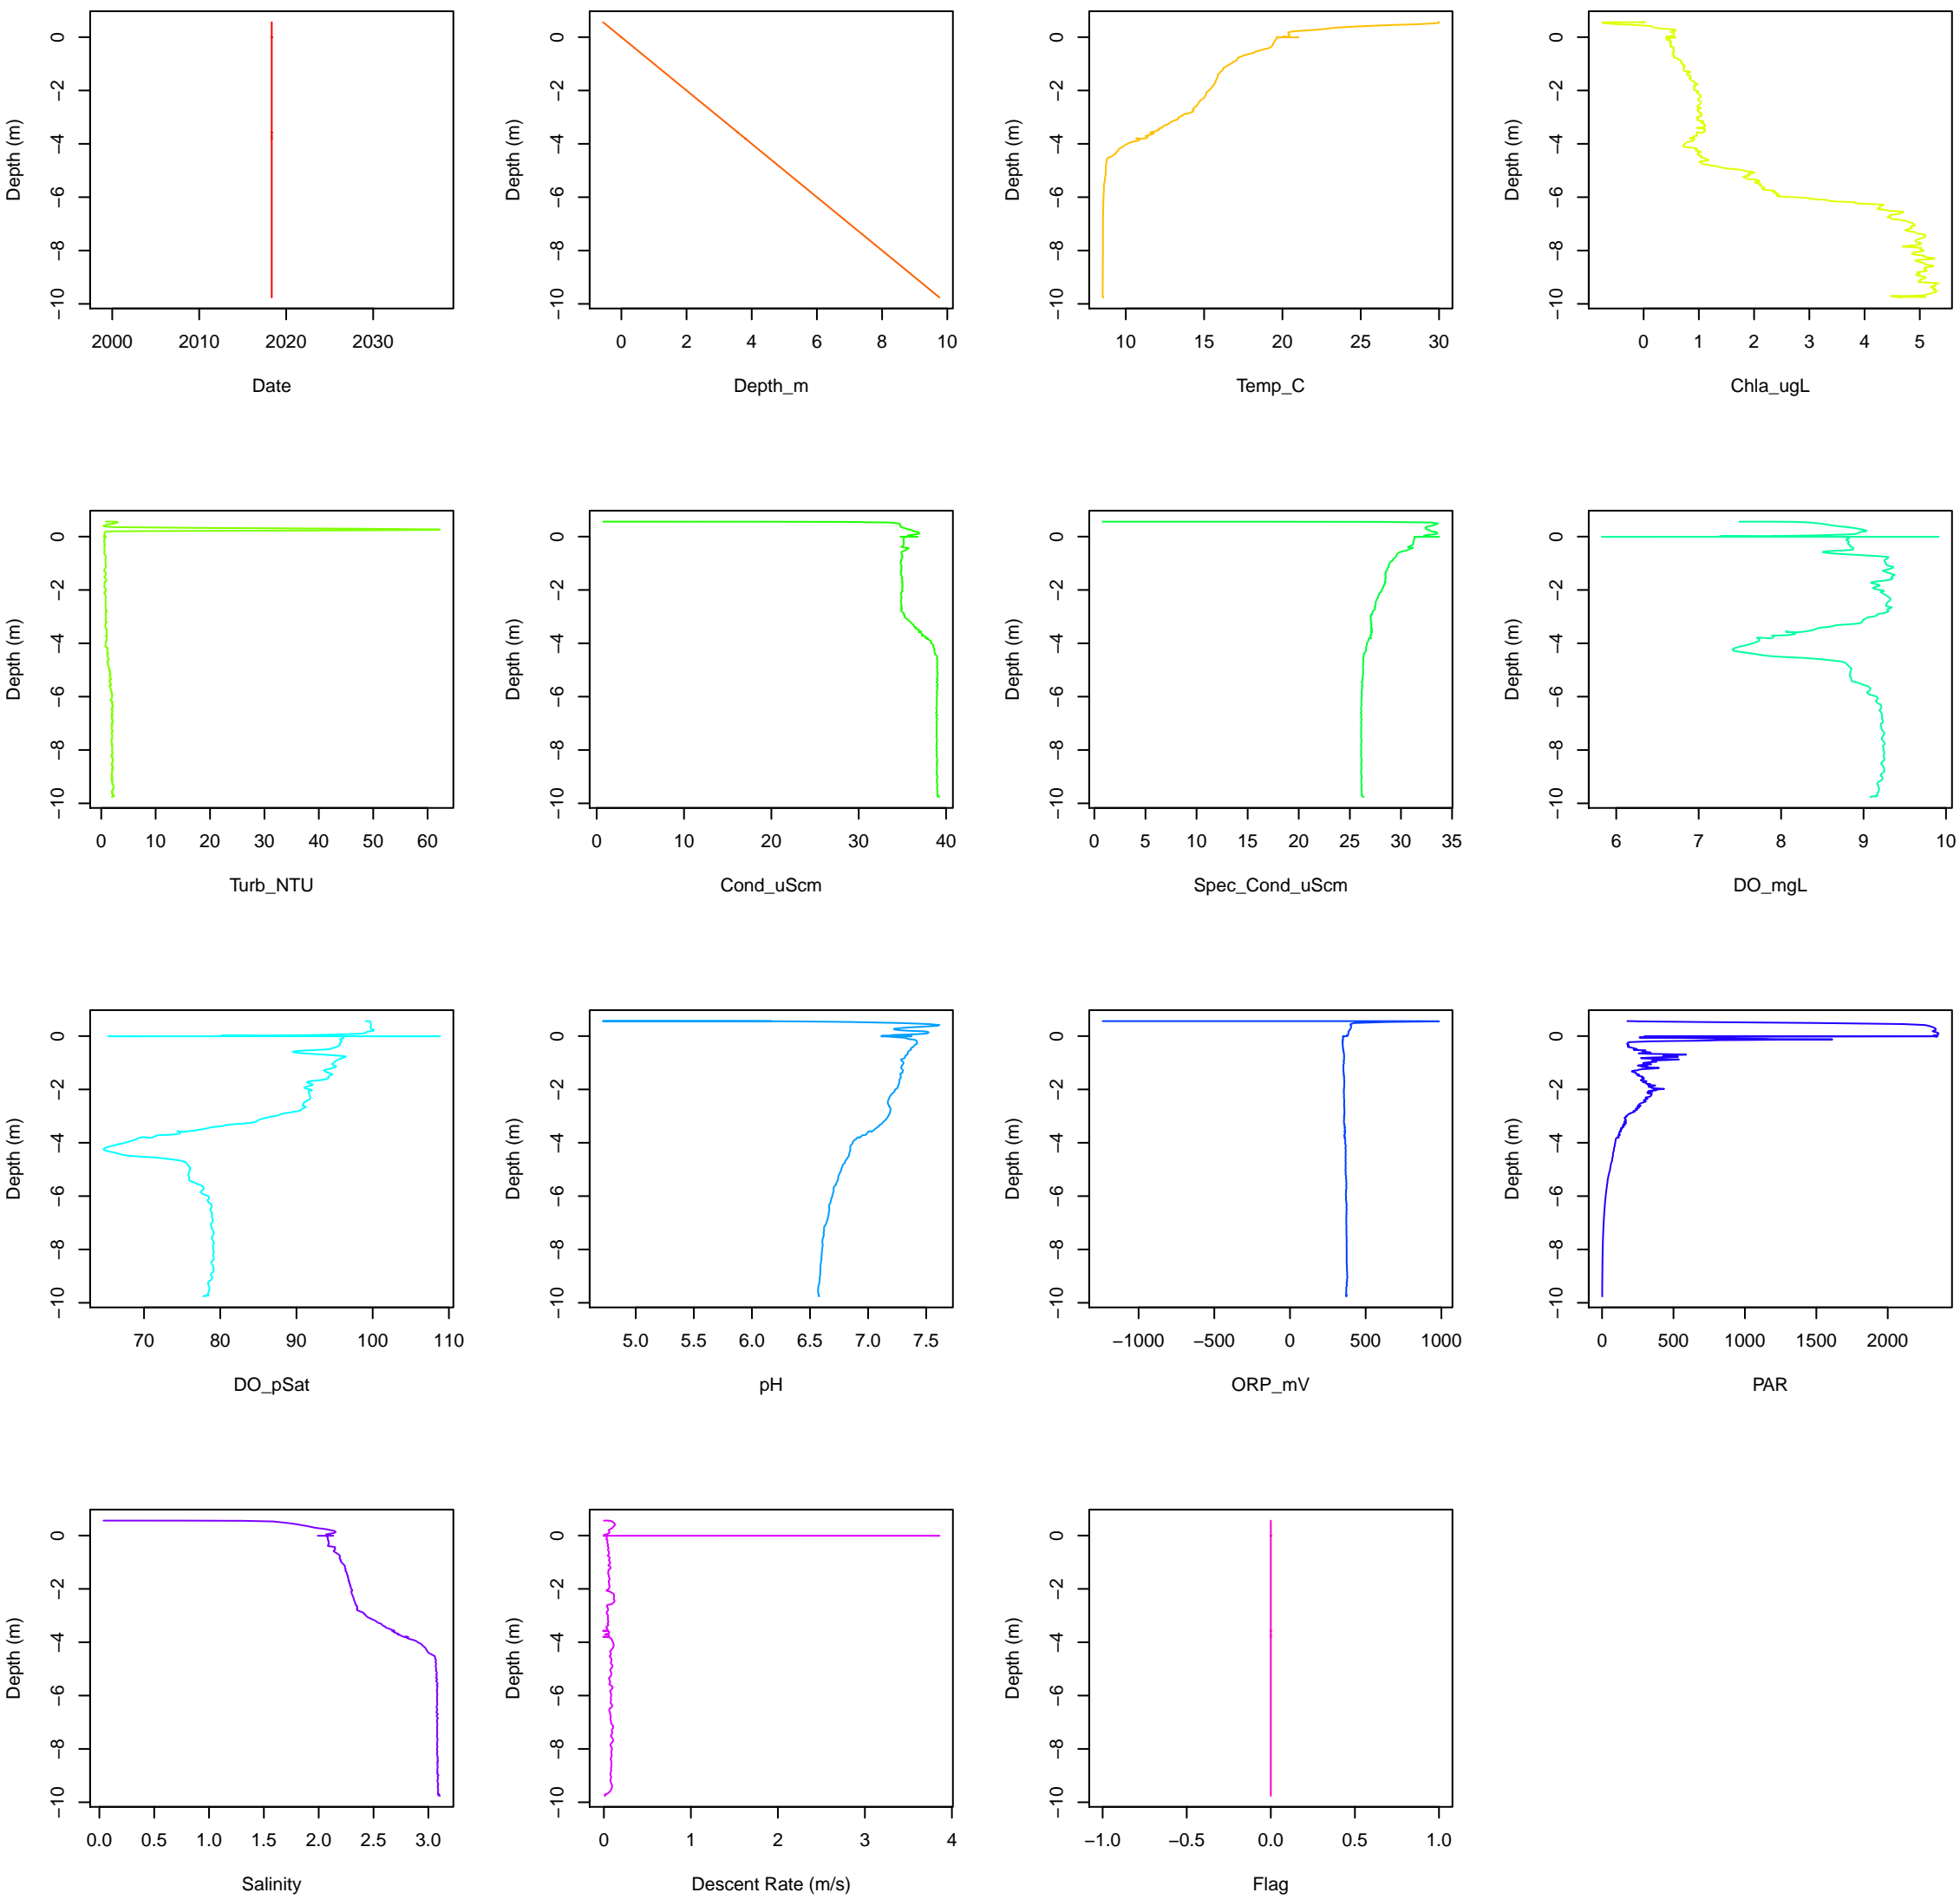 Depth (m)
0
−2
−4
−6
−8
−10
2000 2010 2020 2030
Date
Depth (m)
0
−2
−4
−6
−8
−10
0 2 4 6 8 10
Depth_m
Depth (m)
0
−2
−4
−6
−8
−10
10 15 20 25 30
Temp_C
Depth (m)
0
−2
−4
−6
−8
−10
0 1 2 3 4 5
Chla_ugL
Depth (m)
0
−2
−4
−6
−8
−10
0 10 20 30 40 50 60
Turb_NTU
Depth (m)
0
−2
−4
−6
−8
−10
0 10 20 30 40
Cond_uScm
Depth (m)
0
−2
−4
−6
−8
−10
0 5 10 15 20 25 30 35
Spec_Cond_uScm
Depth (m)
0
−2
−4
−6
−8
−10
6 7 8 9 10
DO_mgL
Depth (m)
0
−2
−4
−6
−8
−10
70 80 90 100 110
DO_pSat
Depth (m)
0
−2
−4
−6
−8
−10
5.0 5.5 6.0 6.5 7.0 7.5
pH
Depth (m)
0
−2
−4
−6
−8
−10
−1000 −500 0 500 1000
ORP_mV
Depth (m)
0
−2
−4
−6
−8
−10
0 500 1000 1500 2000
PAR
Depth (m)
0
−2
−4
−6
−8
−10
0.0 0.5 1.0 1.5 2.0 2.5 3.0
Salinity
Depth (m)
0
−2
−4
−6
−8
−10
0 1 2 3 4
Descent Rate (m/s)
Depth (m)
0
−2
−4
−6
−8
−10
−1.0 −0.5 0.0 0.5 1.0
Flag